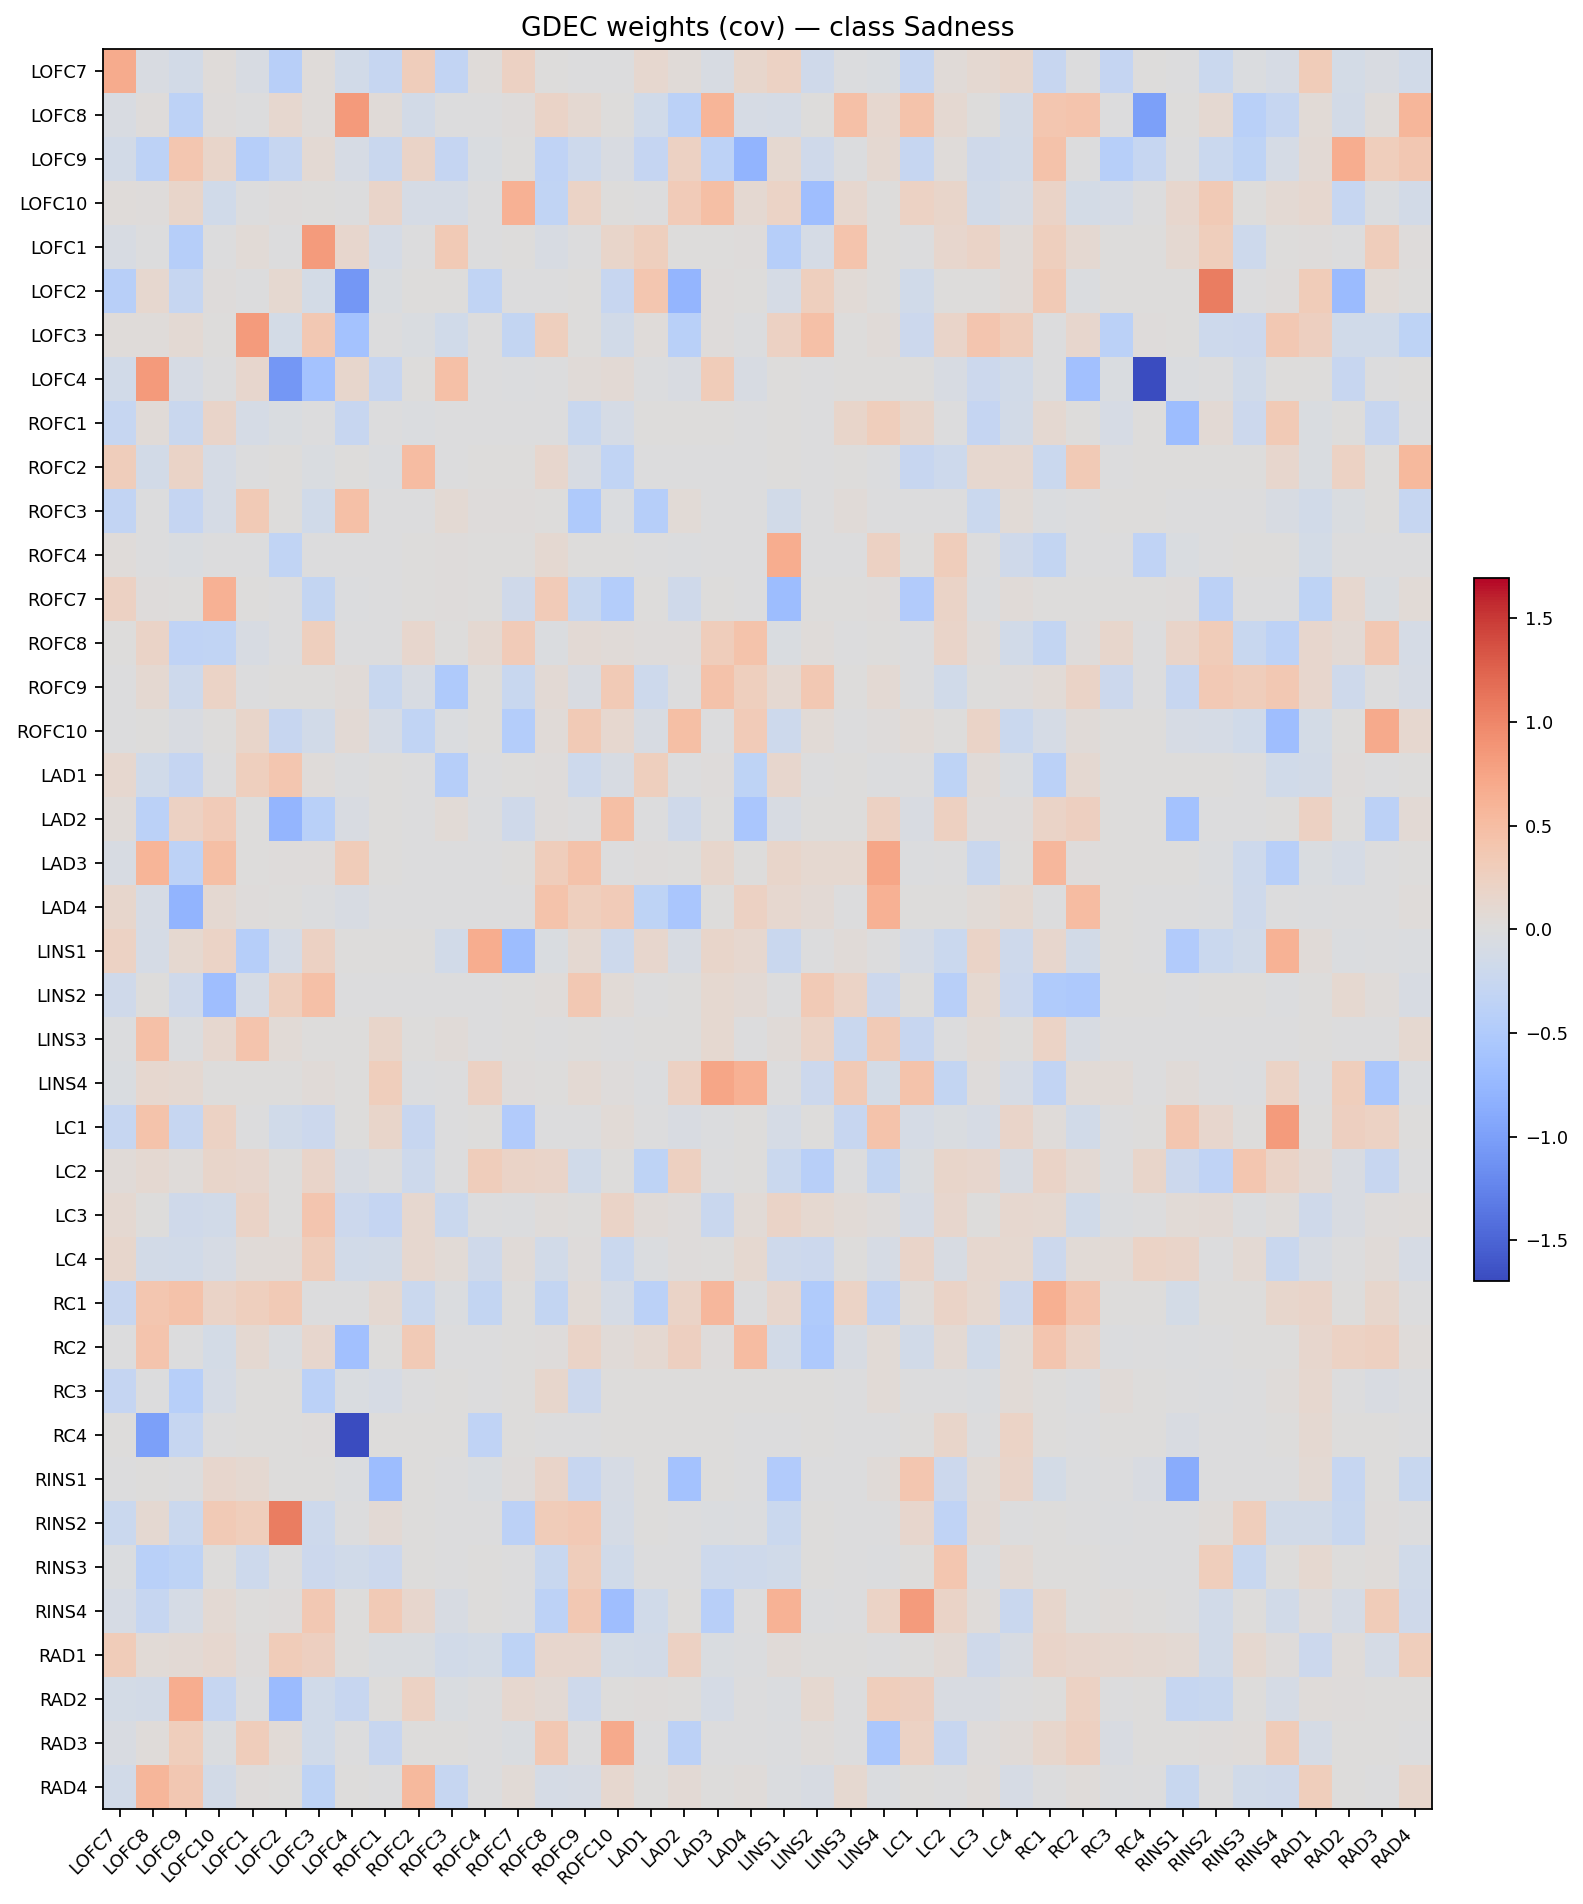 GDEC weights (cov) — class Sadness
LOFC7
LOFC8
LOFC9
LOFC10
LOFC1
LOFC2
LOFC3
LOFC4
ROFC1
ROFC2
ROFC3
ROFC4
ROFC7
ROFC8
ROFC9
ROFC10
LAD1
LAD2
LAD3
LAD4
LINS1
LINS2
LINS3
LINS4
LC1
LC2
LC3
LC4
RC1
RC2
RC3
RC4
RINS1
RINS2
RINS3
RINS4
RAD1
RAD2
RAD3
RAD4
LOFC7
LOFC8
LOFC9
LOFC10
LOFC1
LOFC2
LOFC3
LOFC4
ROFC1
ROFC2
ROFC3
ROFC4
ROFC7
ROFC8
ROFC9
ROFC10
LAD1
LAD2
LAD3
LAD4
LINS1
LINS2
LINS3
LINS4
LC1
LC2
LC3
LC4
RC1
RC2
RC3
RC4
RINS1
RINS2
RINS3
RINS4
RAD1
RAD2
RAD3
RAD4
1.5
1.0
0.5
0.0
−0.5
−1.0
−1.5